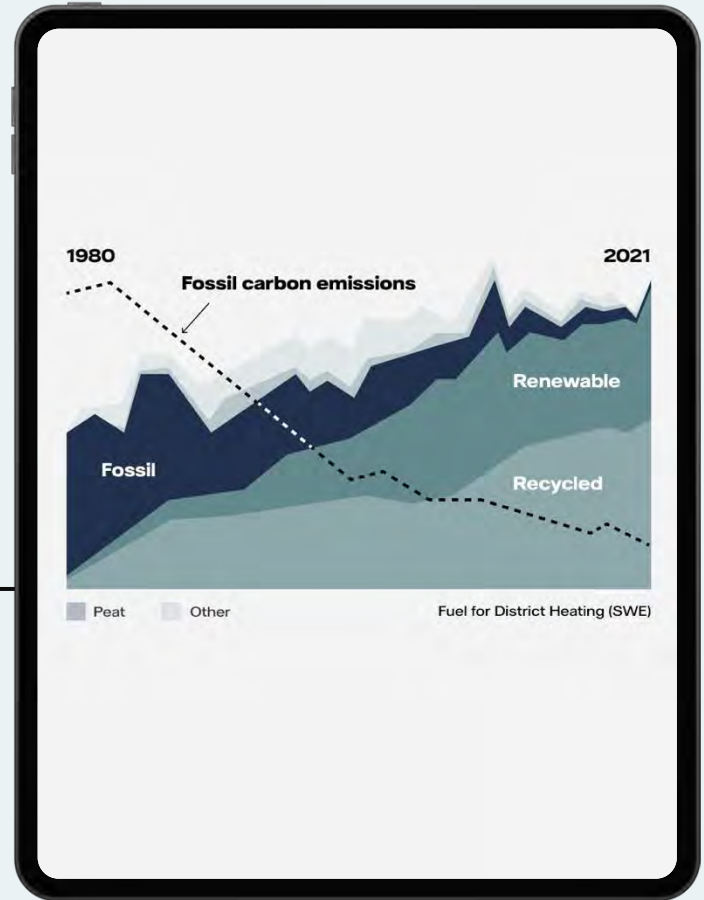 1980
2021
Fossil carbon emissions
Renewable
Fossil
Recycled
Peat
Other
Fuel for District Heating (SWE)